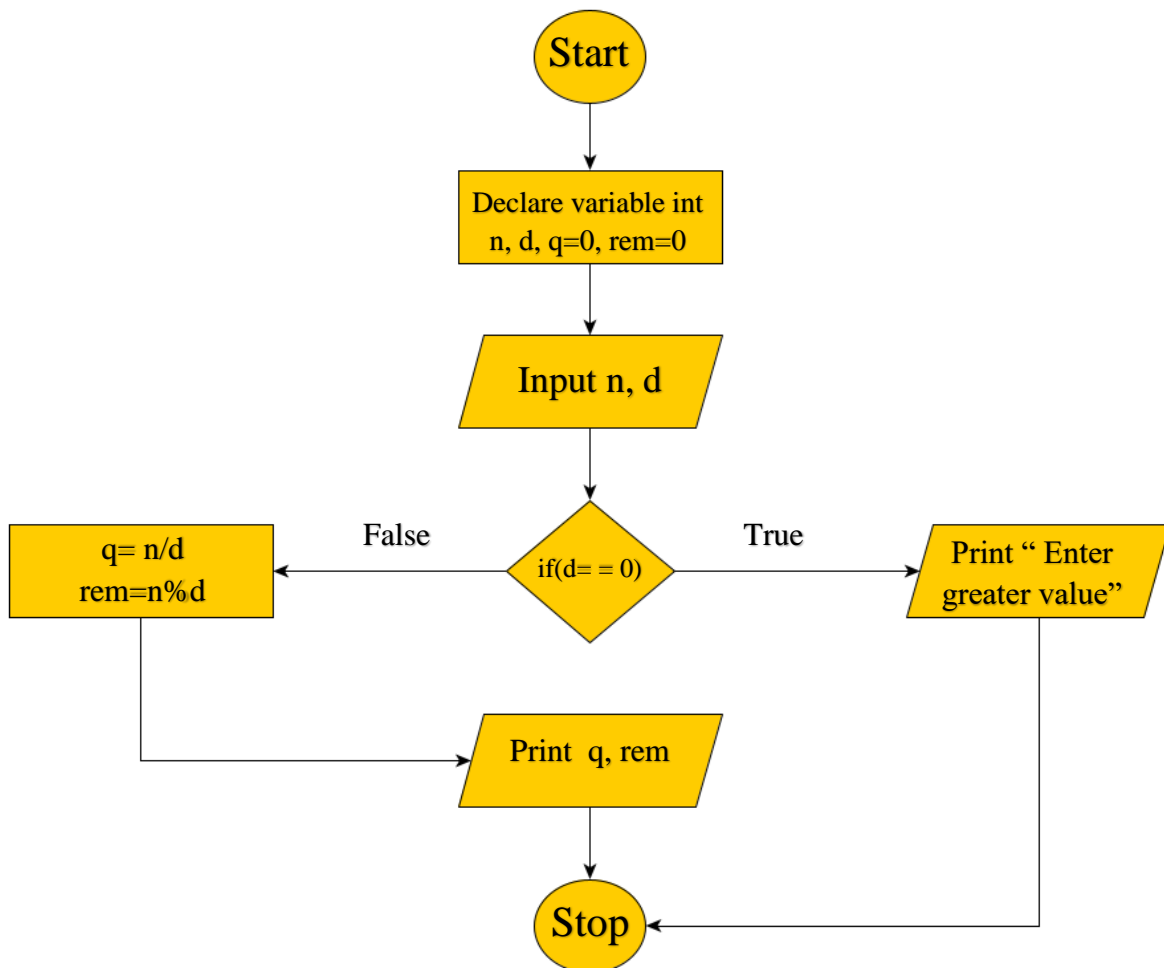 Start
Declare variable int
n, d, q=0, rem=0
Input n, d
False
True
q= n/d
rem=n%d
if(d= = 0)
Print “ Enter
greater value”
Print  q, rem
Stop